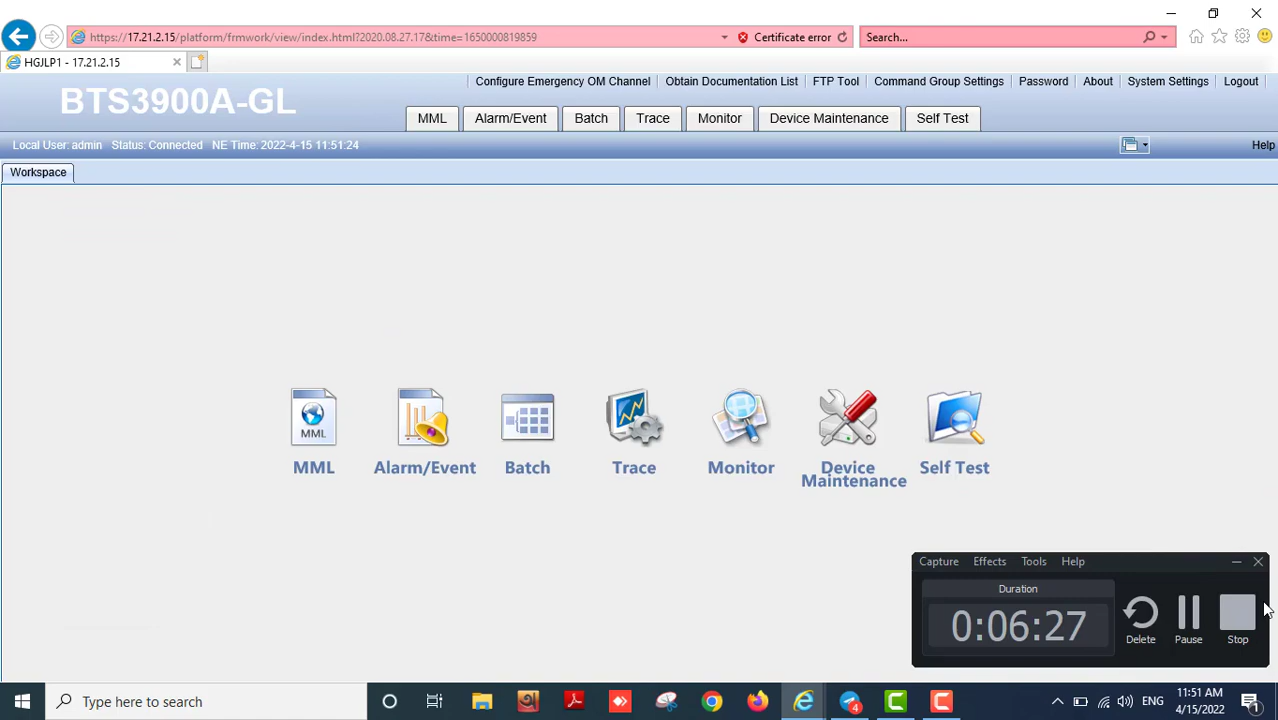 https://17.21.2.15/platform/frmwork/view/index.html?2020.08.27.17&time=1650000819859 Certificate error Search...
HGJLP1 - 17.21.2.15
Configure Emergency OM Channel Obtain Documentation List FTP Tool Command Group Settings Password About System Settings Logout
BTS3900A-GL
MML Alarm/Event Batch Trace Monitor Device Maintenance Self Test
Local User: admin Status: Connected NE Time: 2022-4-15 11:51:24 Help
Workspace
MML
MML Alarm/Event Batch Trace Monitor Device Self Test
Maintenance
Capture Effects Tools Help
Duration
0:06:27
Delete Pause Stop
Type here to search
4
ENG
11:51 AM
4/15/2022
1